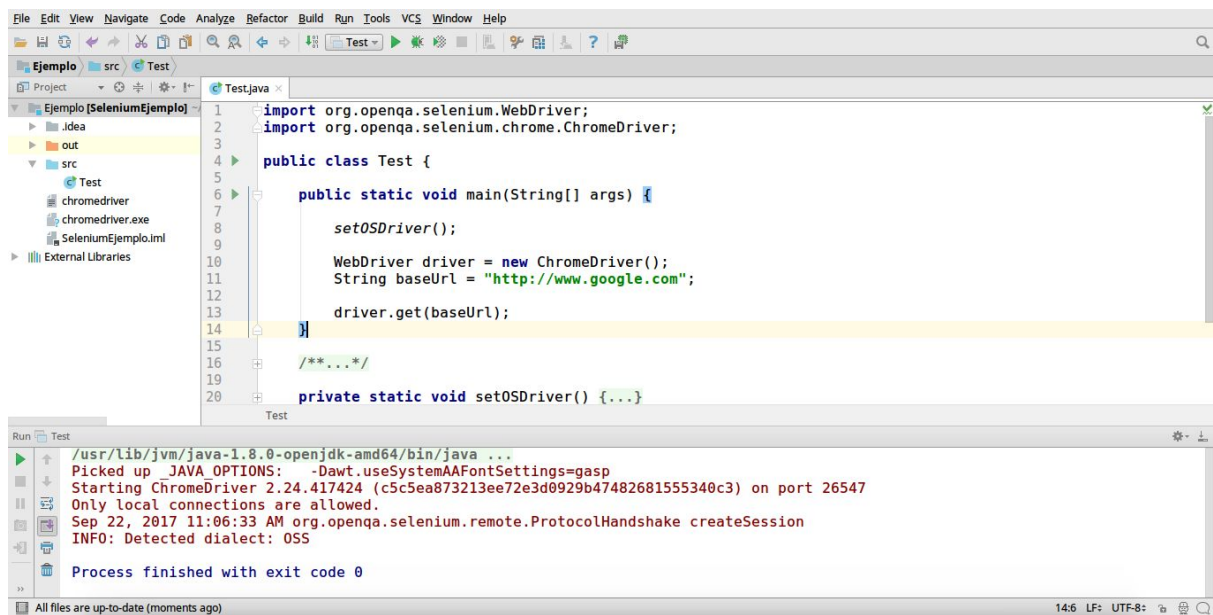 File Edit View Navigate Code Analyze Refactor Build Run Tools VCS Window Help
Test
Ejemplo src Test
Project
Test.java
Ejemplo [SeleniumEjemplo]
.idea
out
src
Test
chromedriver
chromedriver.exe
SeleniumEjemplo.iml
External Libraries
1 import org.openqa.selenium.WebDriver;
2 import org.openqa.selenium.chrome.ChromeDriver;
3
4 public class Test {
5
6 public static void main(String[] args) {
7
8 setOSDriver();
9
10 WebDriver driver = new ChromeDriver();
11 String baseUrl = "http://www.google.com";
12
13 driver.get(baseUrl);
14 }
15
16 /**...*/
19
20 private static void setOSDriver() {...}
Test
Run Test
/usr/lib/jvm/java-1.8.0-openjdk-amd64/bin/java ...
Picked up _JAVA_OPTIONS: -Dawt.useSystemAAFontSettings=gasp
Starting ChromeDriver 2.24.417424 (c5c5ea873213ee72e3d0929b47482681555340c3) on port 26547
Only local connections are allowed.
Sep 22, 2017 11:06:33 AM org.openqa.selenium.remote.ProtocolHandshake createSession
INFO: Detected dialect: OSS
Process finished with exit code 0
All files are up-to-date (moments ago)
14:6 LF÷ UTF-8÷